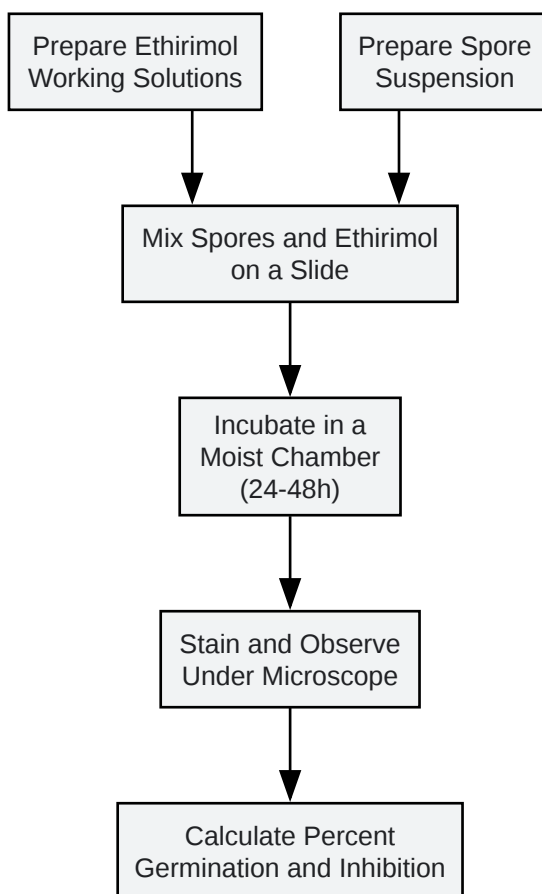 Prepare Ethirimol
Working Solutions
Prepare Spore
Suspension
Mix Spores and Ethirimol
on a Slide
Incubate in a
Moist Chamber
(24-48h)
Stain and Observe
Under Microscope
Calculate Percent
Germination and Inhibition